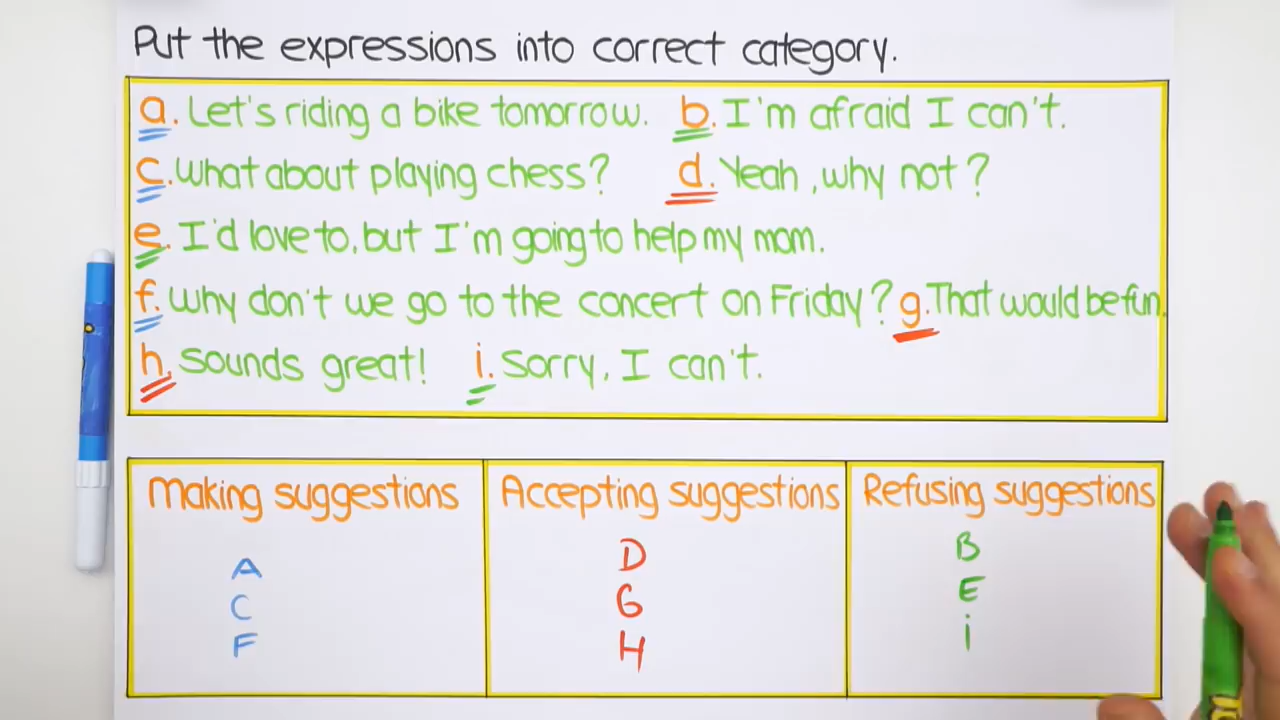 Put the expressions into correct category.
a. Let's riding a bike tomorrow. b. I'm afraid I can't.
c. What about playing chess? d. Yeah, why not?
e. I'd love to, but I'm going to help my mom.
f. Why don't we go to the concert on Friday? g. That would be fun.
h. Sounds great! i. Sorry, I can't.
Making suggestions Accepting suggestions Refusing suggestions
A D B
C G E
F H i